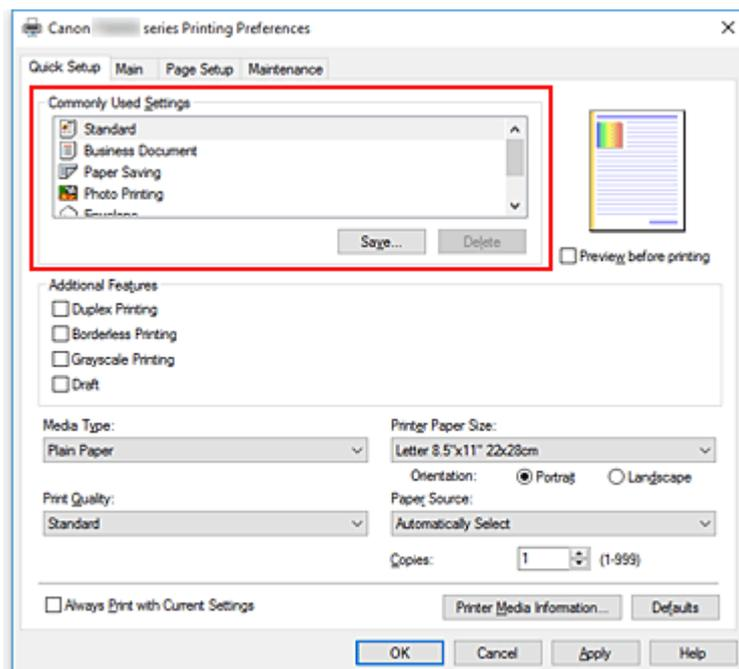 Canon series Printing Preferences
Quick Setup Main Page Setup Maintenance
Commonly Used Settings
Standard
Business Document
Paper Saving
Photo Printing
Save... Delete
Preview before printing
Additional Features
Duplex Printing
Borderless Printing
Grayscale Printing
Draft
Media Type: Printer Paper Size:
Plain Paper Letter 8.5"x11" 22x28cm
Orientation: Portrait Landscape
Print Quality: Paper Source:
Standard Automatically Select
Copies: 1 (1-999)
Always Print with Current Settings Printer Media Information... Defaults
OK Cancel Apply Help